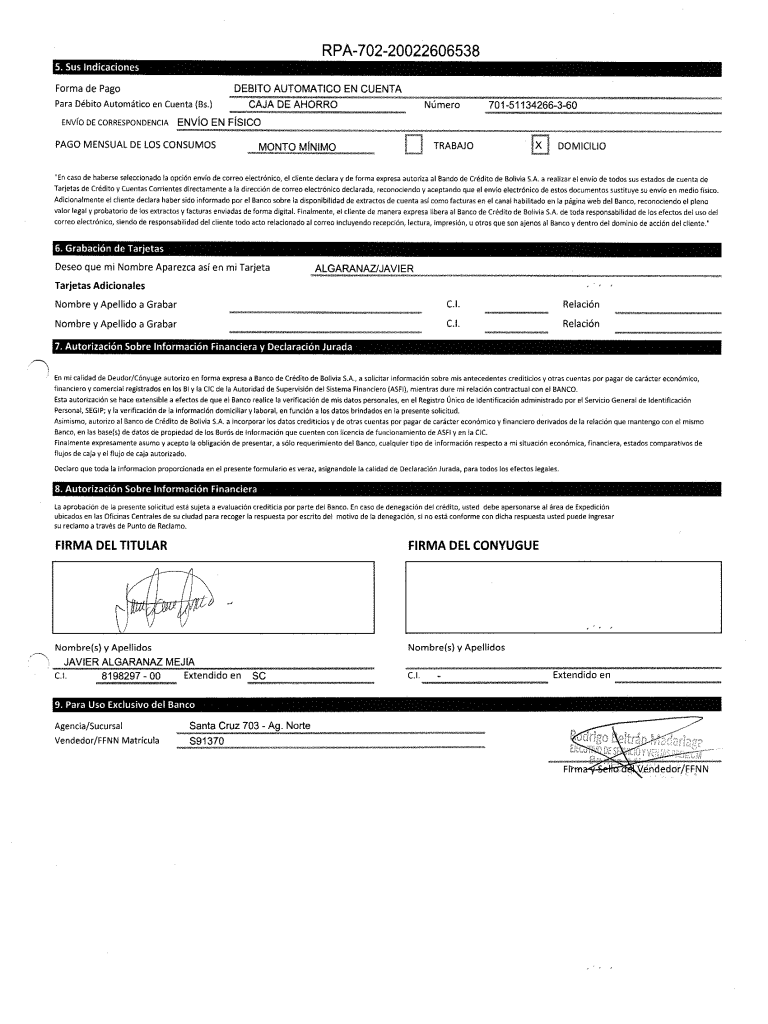 RPA-702-20022606538
5. Sus Indicaciones
Forma de Pago DEBITO AUTOMATICO EN CUENTA
Para Débito Automático en Cuenta (Bs.) CAJA DE AHORRO Número 701-51134266-3-60
ENVÍO DE CORRESPONDENCIA ENVÍO EN FÍSICO
PAGO MENSUAL DE LOS CONSUMOS MONTO MÍNIMO TRABAJO X DOMICILIO
"En caso de haberse seleccionado la opción envío de correo electrónico, el cliente declara y de forma expresa autoriza al Bando de Crédito de Bolivia S.A. a realizar el envío de todos sus estados de cuenta de
Tarjetas de Crédito y Cuentas Corrientes directamente a la dirección de correo electrónico declarada, reconociendo y aceptando que el envío electrónico de estos documentos sustituye su envío en medio físico.
Adicionalmente el cliente declara haber sido informado por el Banco sobre la disponibilidad de extractos de cuenta así como facturas en el canal habilitado en la página web del Banco, reconociendo el pleno
valor legal y probatorio de los extractos y facturas enviadas de forma digital. Finalmente, el cliente de manera expresa libera al Banco de Crédito de Bolivia S.A. de toda responsabilidad de los efectos del uso del
correo electrónico, siendo de responsabilidad del cliente todo acto relacionado al correo incluyendo recepción, lectura, impresión, u otros que son ajenos al Banco y dentro del dominio de acción del cliente."
6. Grabación de Tarjetas
Deseo que mi Nombre Aparezca así en mi Tarjeta ALGARANAZ/JAVIER
Tarjetas Adicionales
Nombre y Apellido a Grabar C.I. Relación
Nombre y Apellido a Grabar C.I. Relación
7. Autorización Sobre Información Financiera y Declaración Jurada
En mi calidad de Deudor/Cónyuge autorizo en forma expresa a Banco de Crédito de Bolivia S.A., a solicitar información sobre mis antecedentes crediticios y otras cuentas por pagar de carácter económico,
financiero y comercial registrados en los BI y la CIC de la Autoridad de Supervisión del Sistema Financiero (ASFI), mientras dure mi relación contractual con el BANCO.
Esta autorización se hace extensible a efectos de que el Banco realice la verificación de mis datos personales, en el Registro Único de Identificación administrado por el Servicio General de Identificación
Personal, SEGIP; y la verificación de la información domiciliar y laboral, en función a los datos brindados en la presente solicitud.
Asimismo, autorizo al Banco de Crédito de Bolivia S.A. a incorporar los datos crediticios y de otras cuentas por pagar de carácter económico y financiero derivados de la relación que mantengo con el mismo
Banco, en las base(s) de datos de propiedad de los Burós de información que cuenten con licencia de funcionamiento de ASFI y en la CIC.
Finalmente expresamente asumo y acepto la obligación de presentar, a sólo requerimiento del Banco, cualquier tipo de información respecto a mi situación económica, financiera, estados comparativos de
flujos de caja y el flujo de caja autorizado.
Declaro que toda la informacion proporcionada en el presente formulario es veraz, asignandole la calidad de Declaración Jurada, para todos los efectos legales.
8. Autorización Sobre Información Financiera
La aprobación de la presente solicitud está sujeta a evaluación crediticia por parte del Banco. En caso de denegación del crédito, usted debe apersonarse al área de Expedición
ubicados en las Oficinas Centrales de su ciudad para recoger la respuesta por escrito del motivo de la denegación, si no está conforme con dicha respuesta usted puede ingresar
su reclamo a través de Punto de Reclamo.
FIRMA DEL TITULAR FIRMA DEL CONYUGUE
Nombre(s) y Apellidos Nombre(s) y Apellidos
JAVIER ALGARANAZ MEJIA
C.I. 8198297 - 00 Extendido en SC C.I. - Extendido en
9. Para Uso Exclusivo del Banco
Agencia/Sucursal Santa Cruz 703 - Ag. Norte
Vendedor/FFNN Matrícula S91370
Rodrigo Beltrán Madariaga
Firma y Sello del Vendedor/FFNN